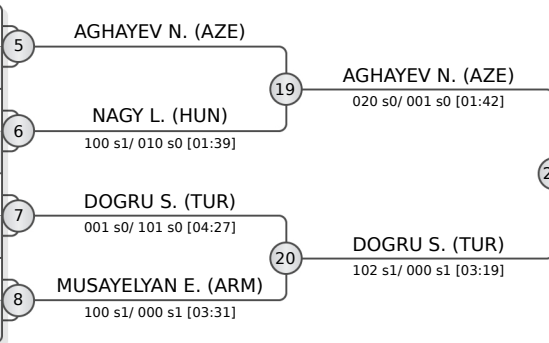 5
AGHAYEV N. (AZE)
19
AGHAYEV N. (AZE)
020 s0/ 001 s0 [01:42]
6
NAGY L. (HUN)
100 s1/ 010 s0 [01:39]
7
DOGRU S. (TUR)
001 s0/ 101 s0 [04:27]
20
DOGRU S. (TUR)
102 s1/ 000 s1 [03:19]
8
MUSAYELYAN E. (ARM)
100 s1/ 000 s1 [03:31]